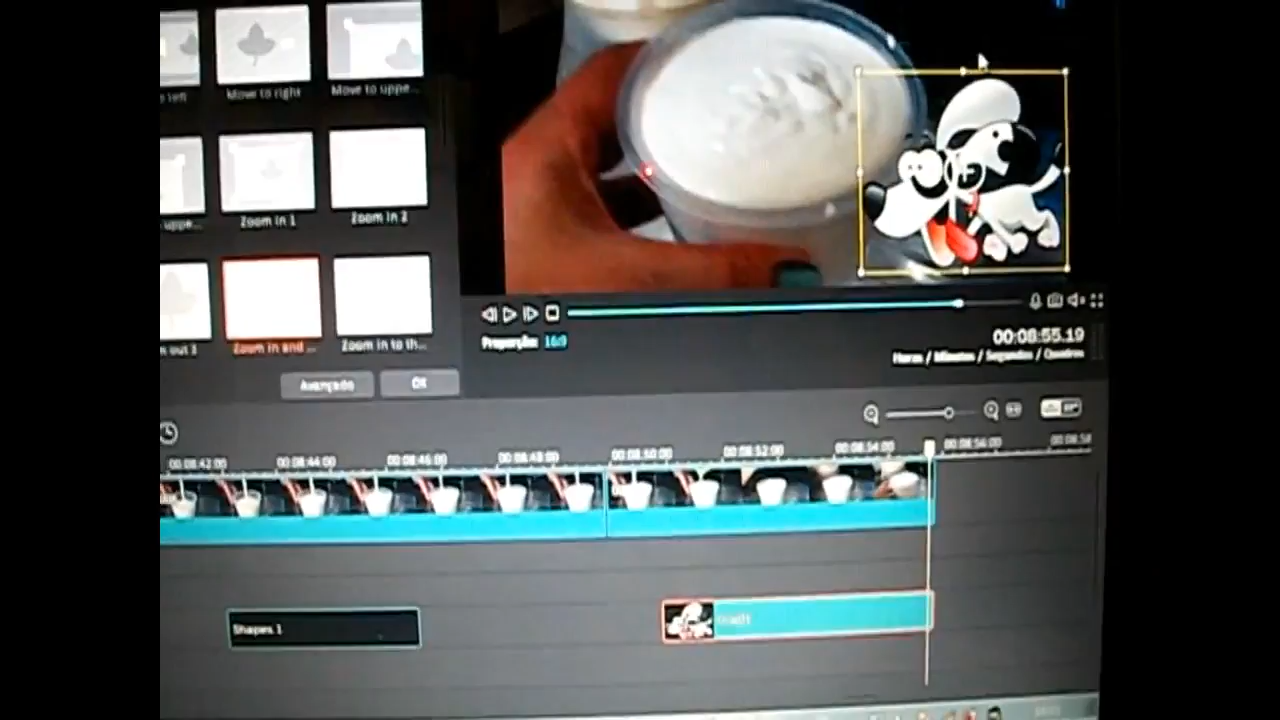 Move to right
Move to uppe...
Zoom in 1
Zoom in 2
Zoom in and ...
Zoom in to th...
Avançado
OK
Proporção: 16:9
00:08:55.19
Horas / Minutos / Segundos / Quadros
00:08:42:00
00:08:44:00
00:08:46:00
00:08:48:00
00:08:50:00
00:08:52:00
00:08:54:00
00:08:56:00
00:08:58
Shapes 1